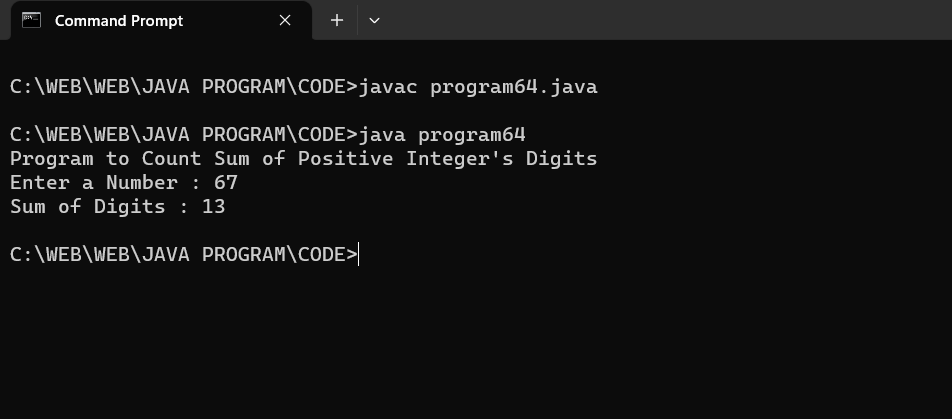 Command Prompt
C:\WEB\WEB\JAVA PROGRAM\CODE>javac program64.java
C:\WEB\WEB\JAVA PROGRAM\CODE>java program64
Program to Count Sum of Positive Integer's Digits
Enter a Number : 67
Sum of Digits : 13
C:\WEB\WEB\JAVA PROGRAM\CODE>